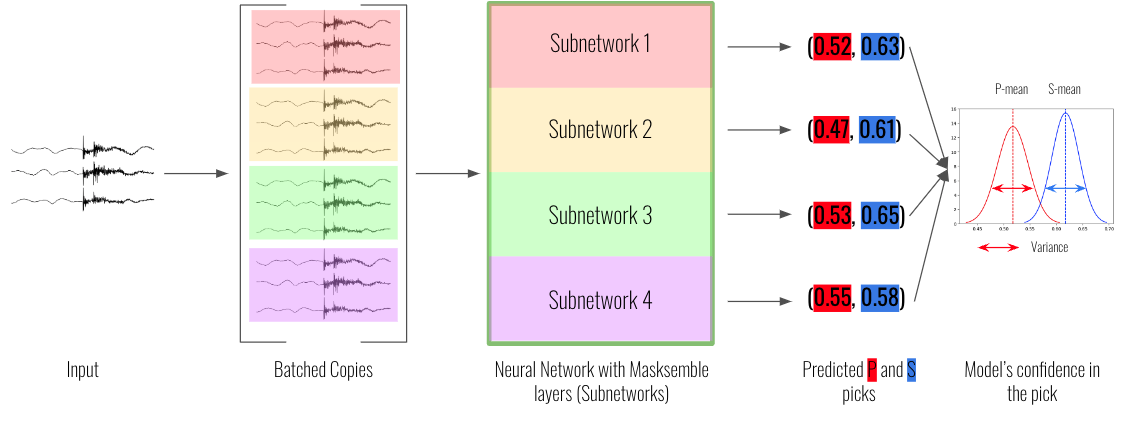 Subnetwork 1
(0.52, 0.63)
Subnetwork 2
(0.47, 0.61)
Subnetwork 3
(0.53, 0.65)
Subnetwork 4
(0.55, 0.58)
P-mean S-mean
16
14
12
10
8
6
4
2
0
0.45 0.50 0.55 0.60 0.65 0.70
Variance
Input
Batched Copies
Neural Network with Masksemble
layers (Subnetworks)
Predicted P and S
picks
Model's confidence in
the pick